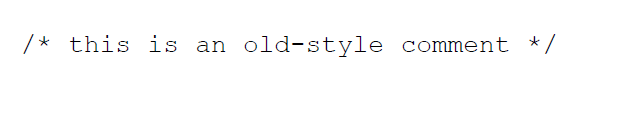 /* this is an old-style comment */